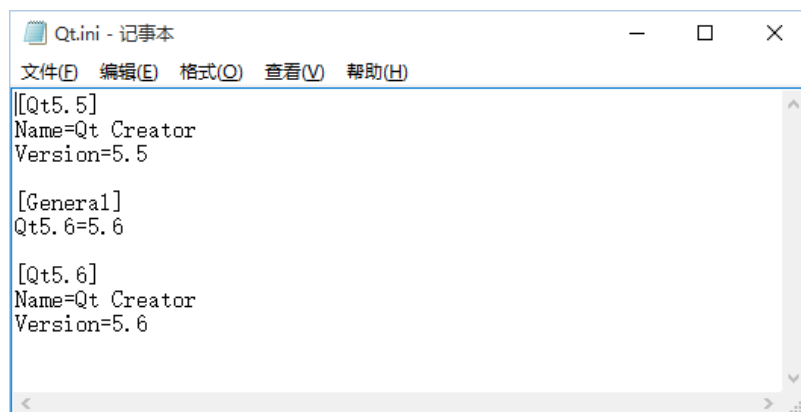 Qt.ini - 记事本
文件(F) 编辑(E) 格式(O) 查看(V) 帮助(H)
[Qt5.5]
Name=Qt Creator
Version=5.5
[General]
Qt5.6=5.6
[Qt5.6]
Name=Qt Creator
Version=5.6